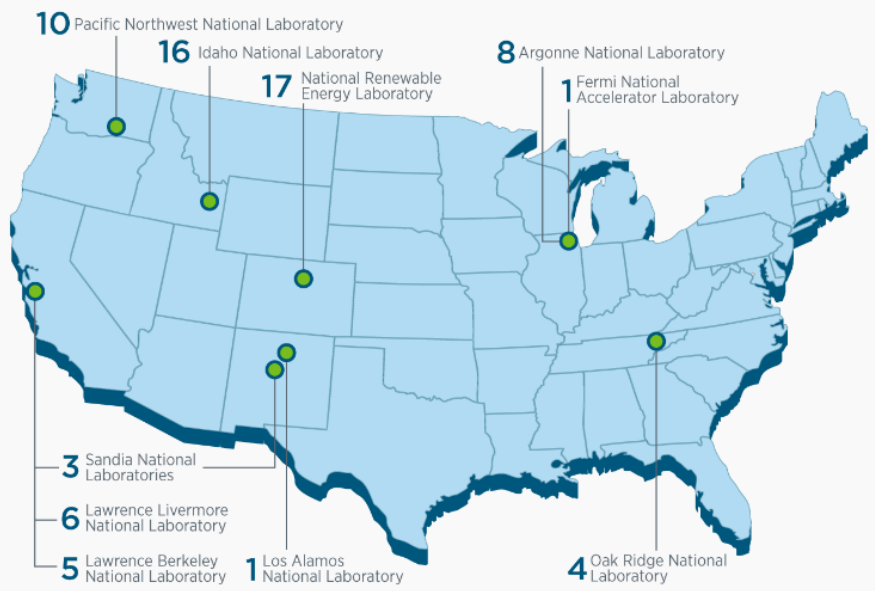 10 Pacific Northwest National Laboratory
16 Idaho National Laboratory
17 National Renewable
Energy Laboratory
8 Argonne National Laboratory
1 Fermi National
Accelerator Laboratory
3 Sandia National
Laboratories
6 Lawrence Livermore
National Laboratory
5 Lawrence Berkeley
National Laboratory
1 Los Alamos
National Laboratory
4 Oak Ridge National
Laboratory